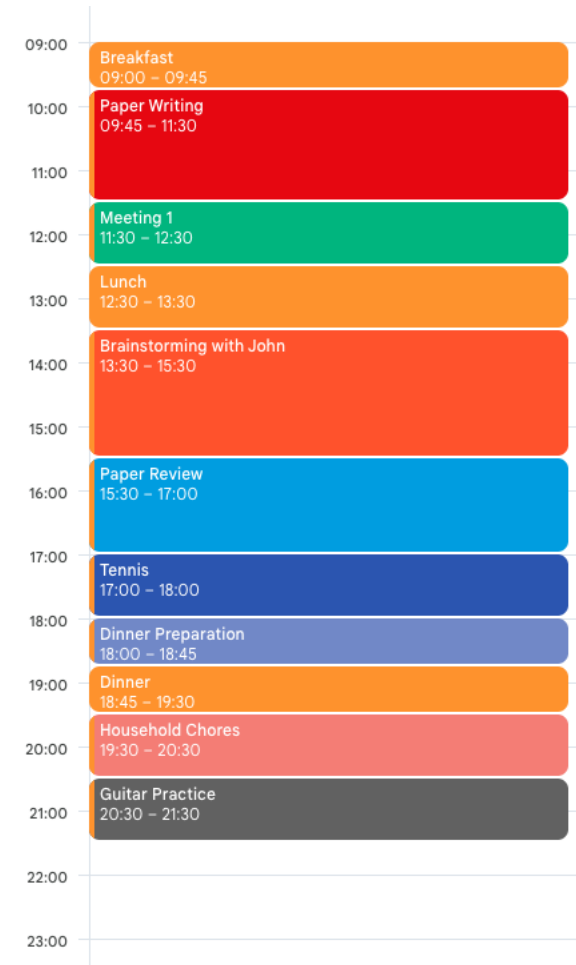 09:00
Breakfast
09:00 – 09:45
10:00
Paper Writing
09:45 – 11:30
11:00
Meeting 1
12:00
11:30 – 12:30
Lunch
13:00
12:30 – 13:30
Brainstorming with John
14:00
13:30 – 15:30
15:00
Paper Review
16:00
15:30 – 17:00
17:00
Tennis
17:00 – 18:00
18:00
Dinner Preparation
18:00 – 18:45
19:00
Dinner
18:45 – 19:30
Household Chores
20:00
19:30 – 20:30
Guitar Practice
21:00
20:30 – 21:30
22:00
23:00